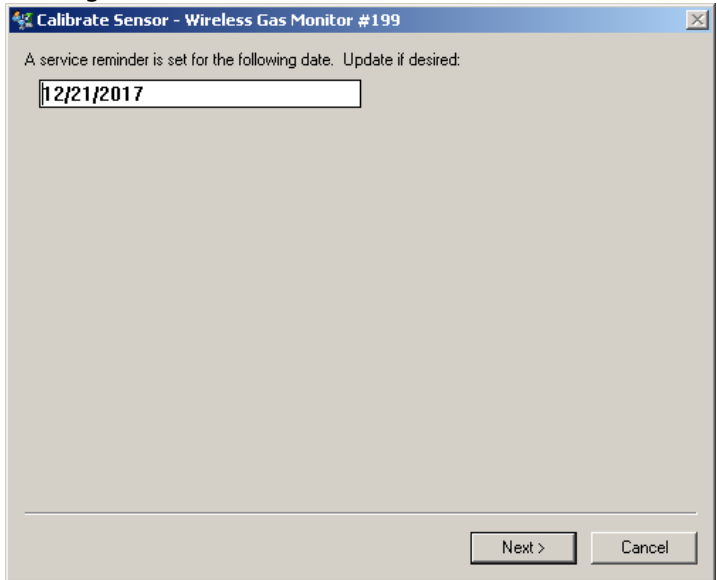 Calibrate Sensor - Wireless Gas Monitor #199
A service reminder is set for the following date. Update if desired:
12/21/2017
Next >
Cancel